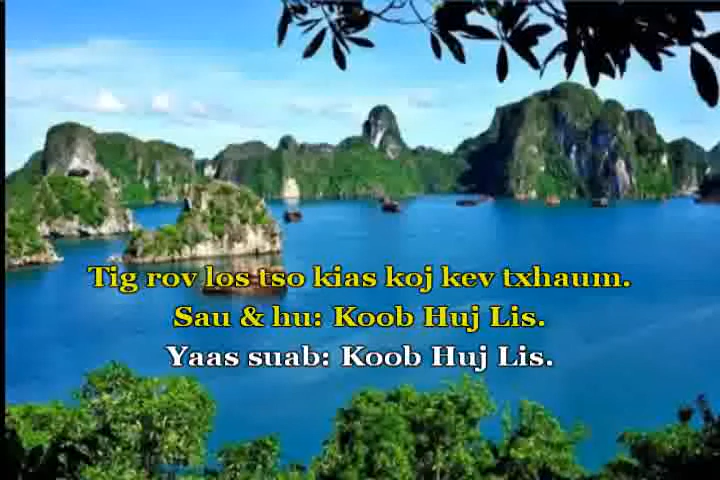 Tig rov los tso kias koj kev txhaum.
Sau & hu: Koob Huj Lis.
Yaas suab: Koob Huj Lis.